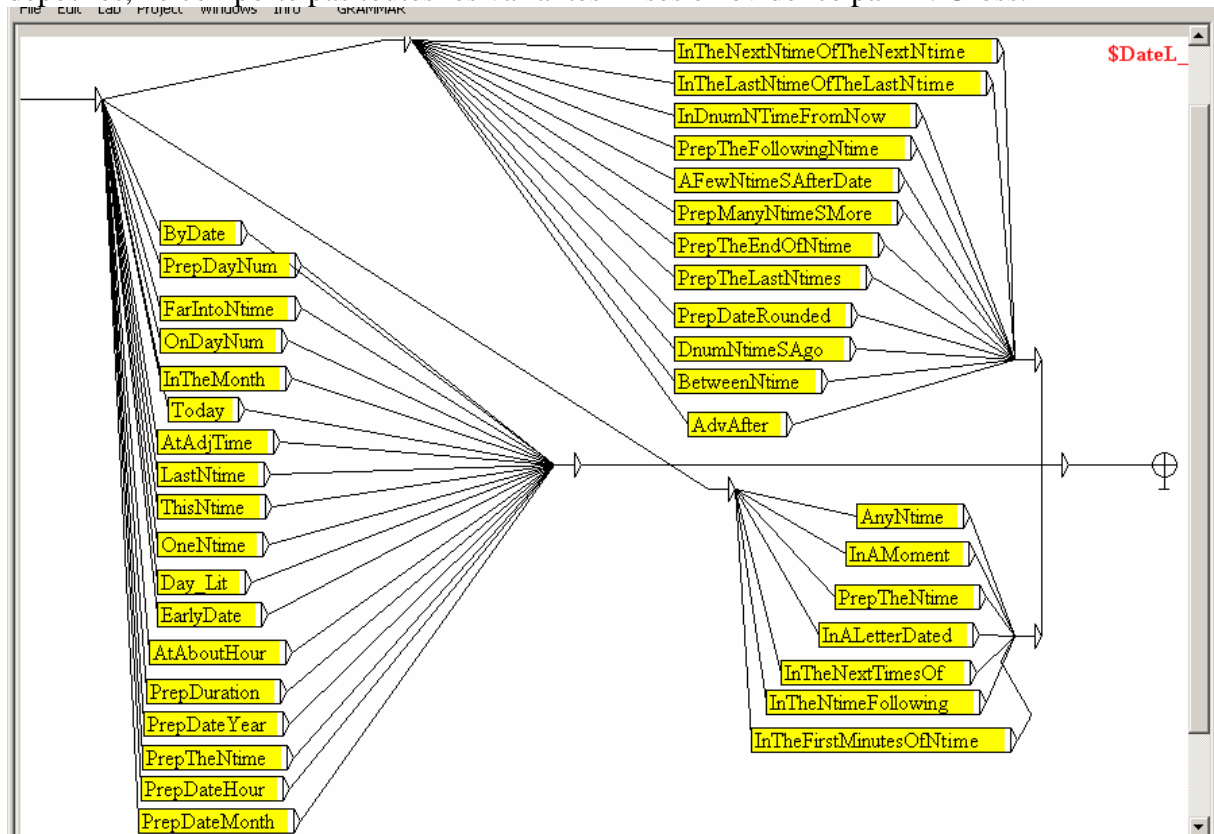 File Edit Lab Project Windows Info GRAMMAR
$DateL_
InTheNextNtimeOfTheNextNtime
InTheLastNtimeOfTheLastNtime
InDnumNTimeFromNow
PrepTheFollowingNtime
AFewNtimeSAfterDate
PrepManyNtimeSMore
PrepTheEndOfNtime
PrepTheLastNtimes
PrepDateRounded
DnumNtimeSAgo
BetweenNtime
AdvAfter
ByDate
PrepDayNum
FarIntoNtime
OnDayNum
InTheMonth
Today
AtAdjTime
LastNtime
ThisNtime
OneNtime
Day_Lit
EarlyDate
AtAboutHour
PrepDuration
PrepDateYear
PrepTheNtime
PrepDateHour
PrepDateMonth
AnyNtime
InAMoment
PrepTheNtime
InALetterDated
InTheNextTimesOf
InTheNtimeFollowing
InTheFirstMinutesOfNtime